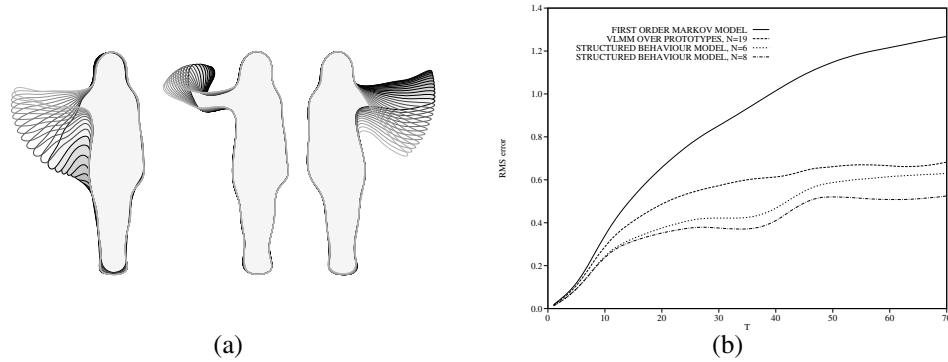 FIRST ORDER MARKOV MODEL
VLMM OVER PROTOTYPES, N=19
STRUCTURED BEHAVIOUR MODEL, N=6
STRUCTURED BEHAVIOUR MODEL, N=8
1.4
1.2
1.0
0.8
0.6
0.4
0.2
0.0
RMS error
0 10 20 30 40 50 60 70
T
(a) (b)